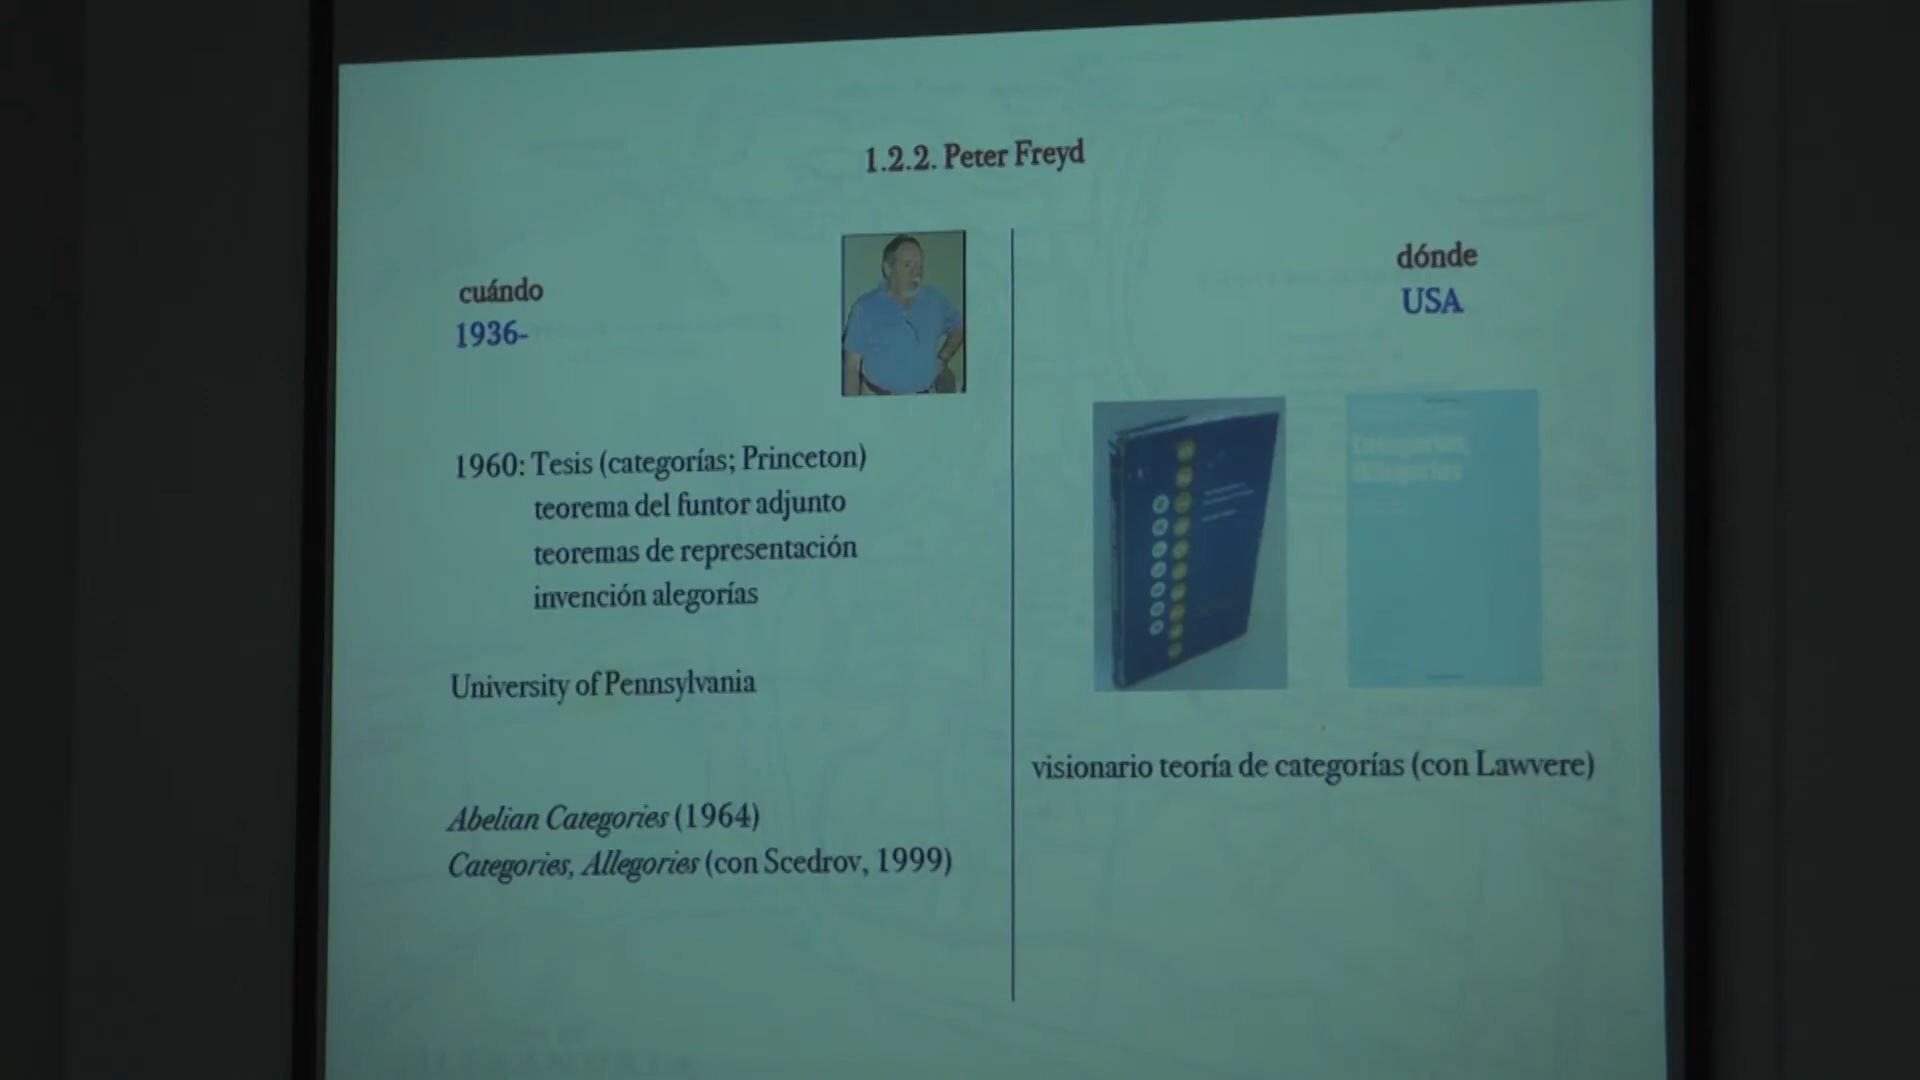 1.2.2. Peter Freyd
cuándo
1936-
1960: Tesis (categorías; Princeton)
teorema del funtor adjunto
teoremas de representación
invención alegorías
University of Pennsylvania
Abelian Categories (1964)
Categories, Allegories (con Scedrov, 1999)
dónde
USA
Categories,
Allegories
visionario teoría de categorías (con Lawvere)